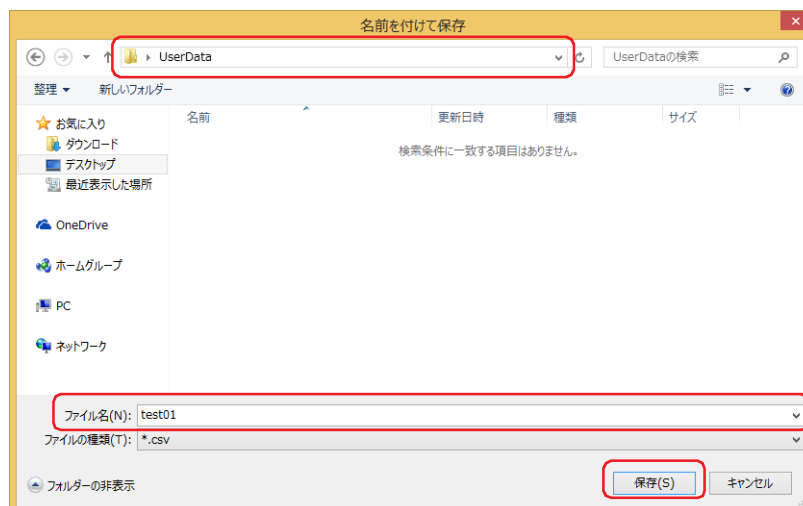 名前を付けて保存
UserData
UserDataの検索
整理 新しいフォルダー
名前 更新日時 種類 サイズ
検索条件に一致する項目はありません。
お気に入り
ダウンロード
デスクトップ
最近表示した場所
OneDrive
ホームグループ
PC
ネットワーク
ファイル名(N): test01
ファイルの種類(T): *.csv
フォルダーの非表示
保存(S) キャンセル